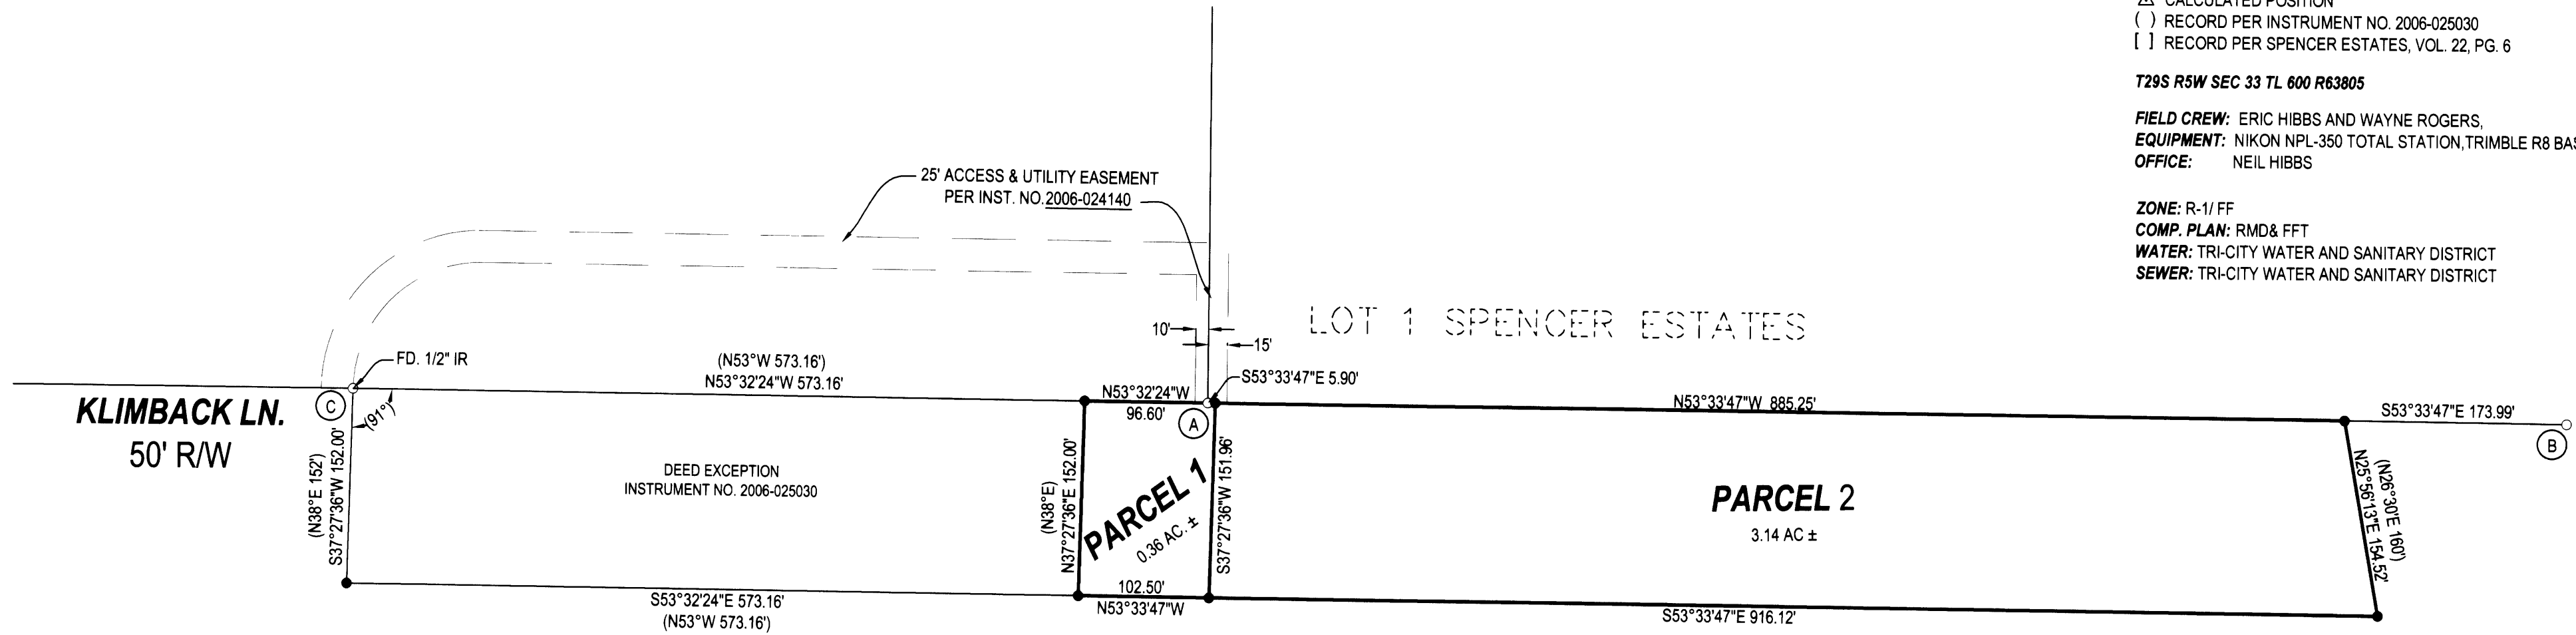 CALCULATED POSITION
( ) RECORD PER INSTRUMENT NO. 2006-025030
[ ] RECORD PER SPENCER ESTATES, VOL. 22, PG. 6
T29S R5W SEC 33 TL 600 R63805
FIELD CREW: ERIC HIBBS AND WAYNE ROGERS,
EQUIPMENT: NIKON NPL-350 TOTAL STATION,TRIMBLE R8
OFFICE: NEIL HIBBS
ZONE: R-1/ FF
COMP. PLAN: RMD& FFT
WATER: TRI-CITY WATER AND SANITARY DISTRICT
SEWER: TRI-CITY WATER AND SANITARY DISTRICT
25' ACCESS & UTILITY EASEMENT
PER INST. NO.2006-024140
LOT 1 SPENCER ESTATES
10'
15'
FD. 1/2" IR
(N53°W 573.16')
N53°32'24"W 573.16'
N53°32'24"W
96.60'
S53°33'47"E 5.90'
N53°33'47"W 885.25'
S53°33'47"E 173.99'
KLIMBACK LN.
50' R/W
C
(91°)
A
B
(N38°E 152')
S37°27'36"W 152.00'
DEED EXCEPTION
INSTRUMENT NO. 2006-025030
(N38°E)
N37°27'36"E 152.00'
PARCEL 1
0.36 AC. ±
S37°27'36"W 151.96'
PARCEL 2
3.14 AC ±
(N26°30'E 160')
N25°56'13"E 154.52'
S53°32'24"E 573.16'
(N53°W 573.16')
102.50'
N53°33'47"W
S53°33'47"E 916.12'